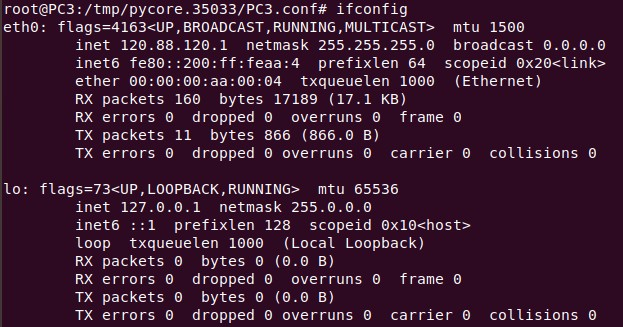 root@PC3:/tmp/pycore.35033/PC3.conf# ifconfig
eth0: flags=4163<UP,BROADCAST,RUNNING,MULTICAST>  mtu 1500
        inet 120.88.120.1  netmask 255.255.255.0  broadcast 0.0.0.0
        inet6 fe80::200:ff:feaa:4  prefixlen 64  scopeid 0x20<link>
        ether 00:00:00:aa:00:04  txqueuelen 1000  (Ethernet)
        RX packets 160  bytes 17189 (17.1 KB)
        RX errors 0  dropped 0  overruns 0  frame 0
        TX packets 11  bytes 866 (866.0 B)
        TX errors 0  dropped 0 overruns 0  carrier 0  collisions 0

lo: flags=73<UP,LOOPBACK,RUNNING>  mtu 65536
        inet 127.0.0.1  netmask 255.0.0.0
        inet6 ::1  prefixlen 128  scopeid 0x10<host>
        loop  txqueuelen 1000  (Local Loopback)
        RX packets 0  bytes 0 (0.0 B)
        RX errors 0  dropped 0  overruns 0  frame 0
        TX packets 0  bytes 0 (0.0 B)
        TX errors 0  dropped 0 overruns 0  carrier 0  collisions 0